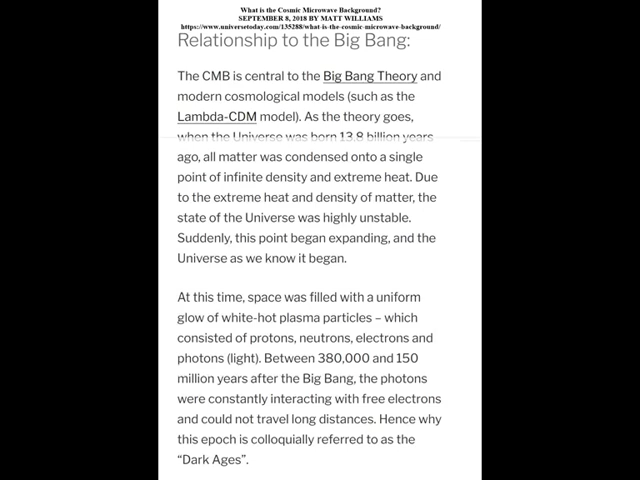 What is the Cosmic Microwave Background?
SEPTEMBER 8, 2018 BY MATT WILLIAMS
https://www.universetoday.com/135288/what-is-the-cosmic-microwave-background/
Relationship to the Big Bang:
The CMB is central to the Big Bang Theory and
modern cosmological models (such as the
Lambda-CDM model). As the theory goes,
when the Universe was born 13.8 billion years
ago, all matter was condensed onto a single
point of infinite density and extreme heat. Due
to the extreme heat and density of matter, the
state of the Universe was highly unstable.
Suddenly, this point began expanding, and the
Universe as we know it began.
At this time, space was filled with a uniform
glow of white-hot plasma particles – which
consisted of protons, neutrons, electrons and
photons (light). Between 380,000 and 150
million years after the Big Bang, the photons
were constantly interacting with free electrons
and could not travel long distances. Hence why
this epoch is colloquially referred to as the
“Dark Ages”.